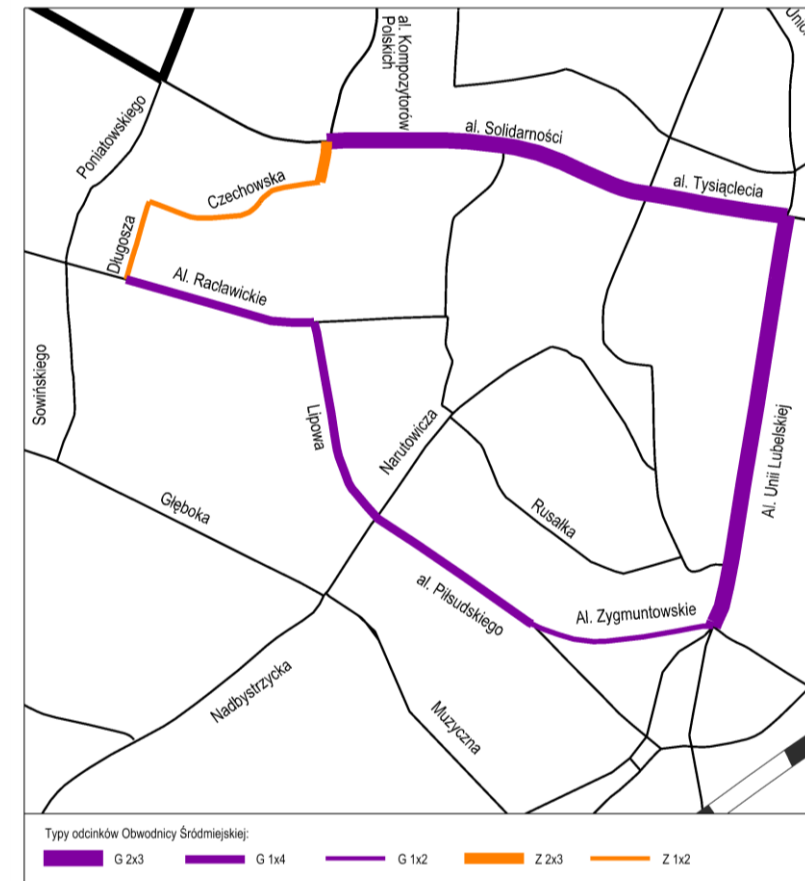 al. Kompozytorów
Polskich
Unic
Poniatowskiego
al. Solidarności
al. Tysiąclecia
Czechowska
Długosza
Al. Racławickie
Sowińskiego
Lipowa
Narutowicza
Al. Unii Lubelskiej
Głęboka
Rusałka
al. Piłsudskiego
Al. Zygmuntowskie
Nadbystrzycka
Muzyczna
Typy odcinków Obwodnicy Śródmiejskiej:
G 2x3 G 1x4 G 1x2 Z 2x3 Z 1x2